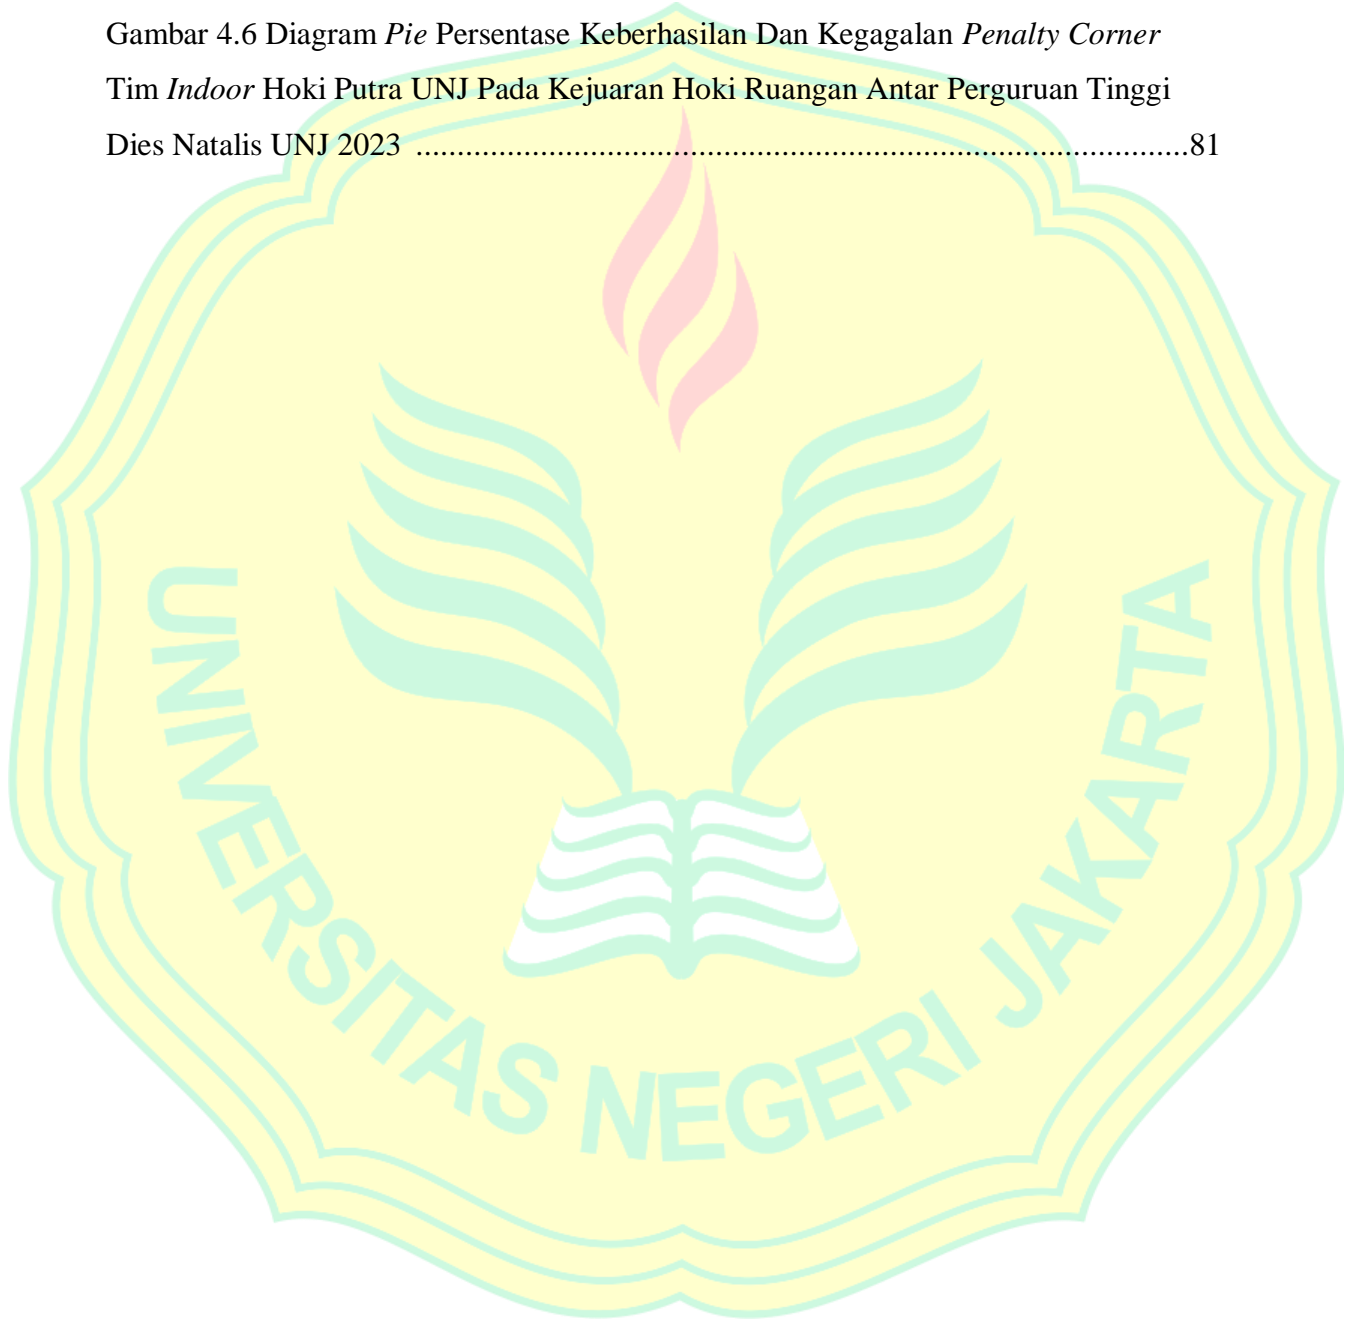 Gambar 4.6 Diagram Pie Persentase Keberhasilan Dan Kegagalan Penalty Corner
Tim Indoor Hoki Putra UNJ Pada Kejuaran Hoki Ruangan Antar Perguruan Tinggi
Dies Natalis UNJ 2023 ................................................................................81
UNIVERSITAS NEGERI JAKARTA